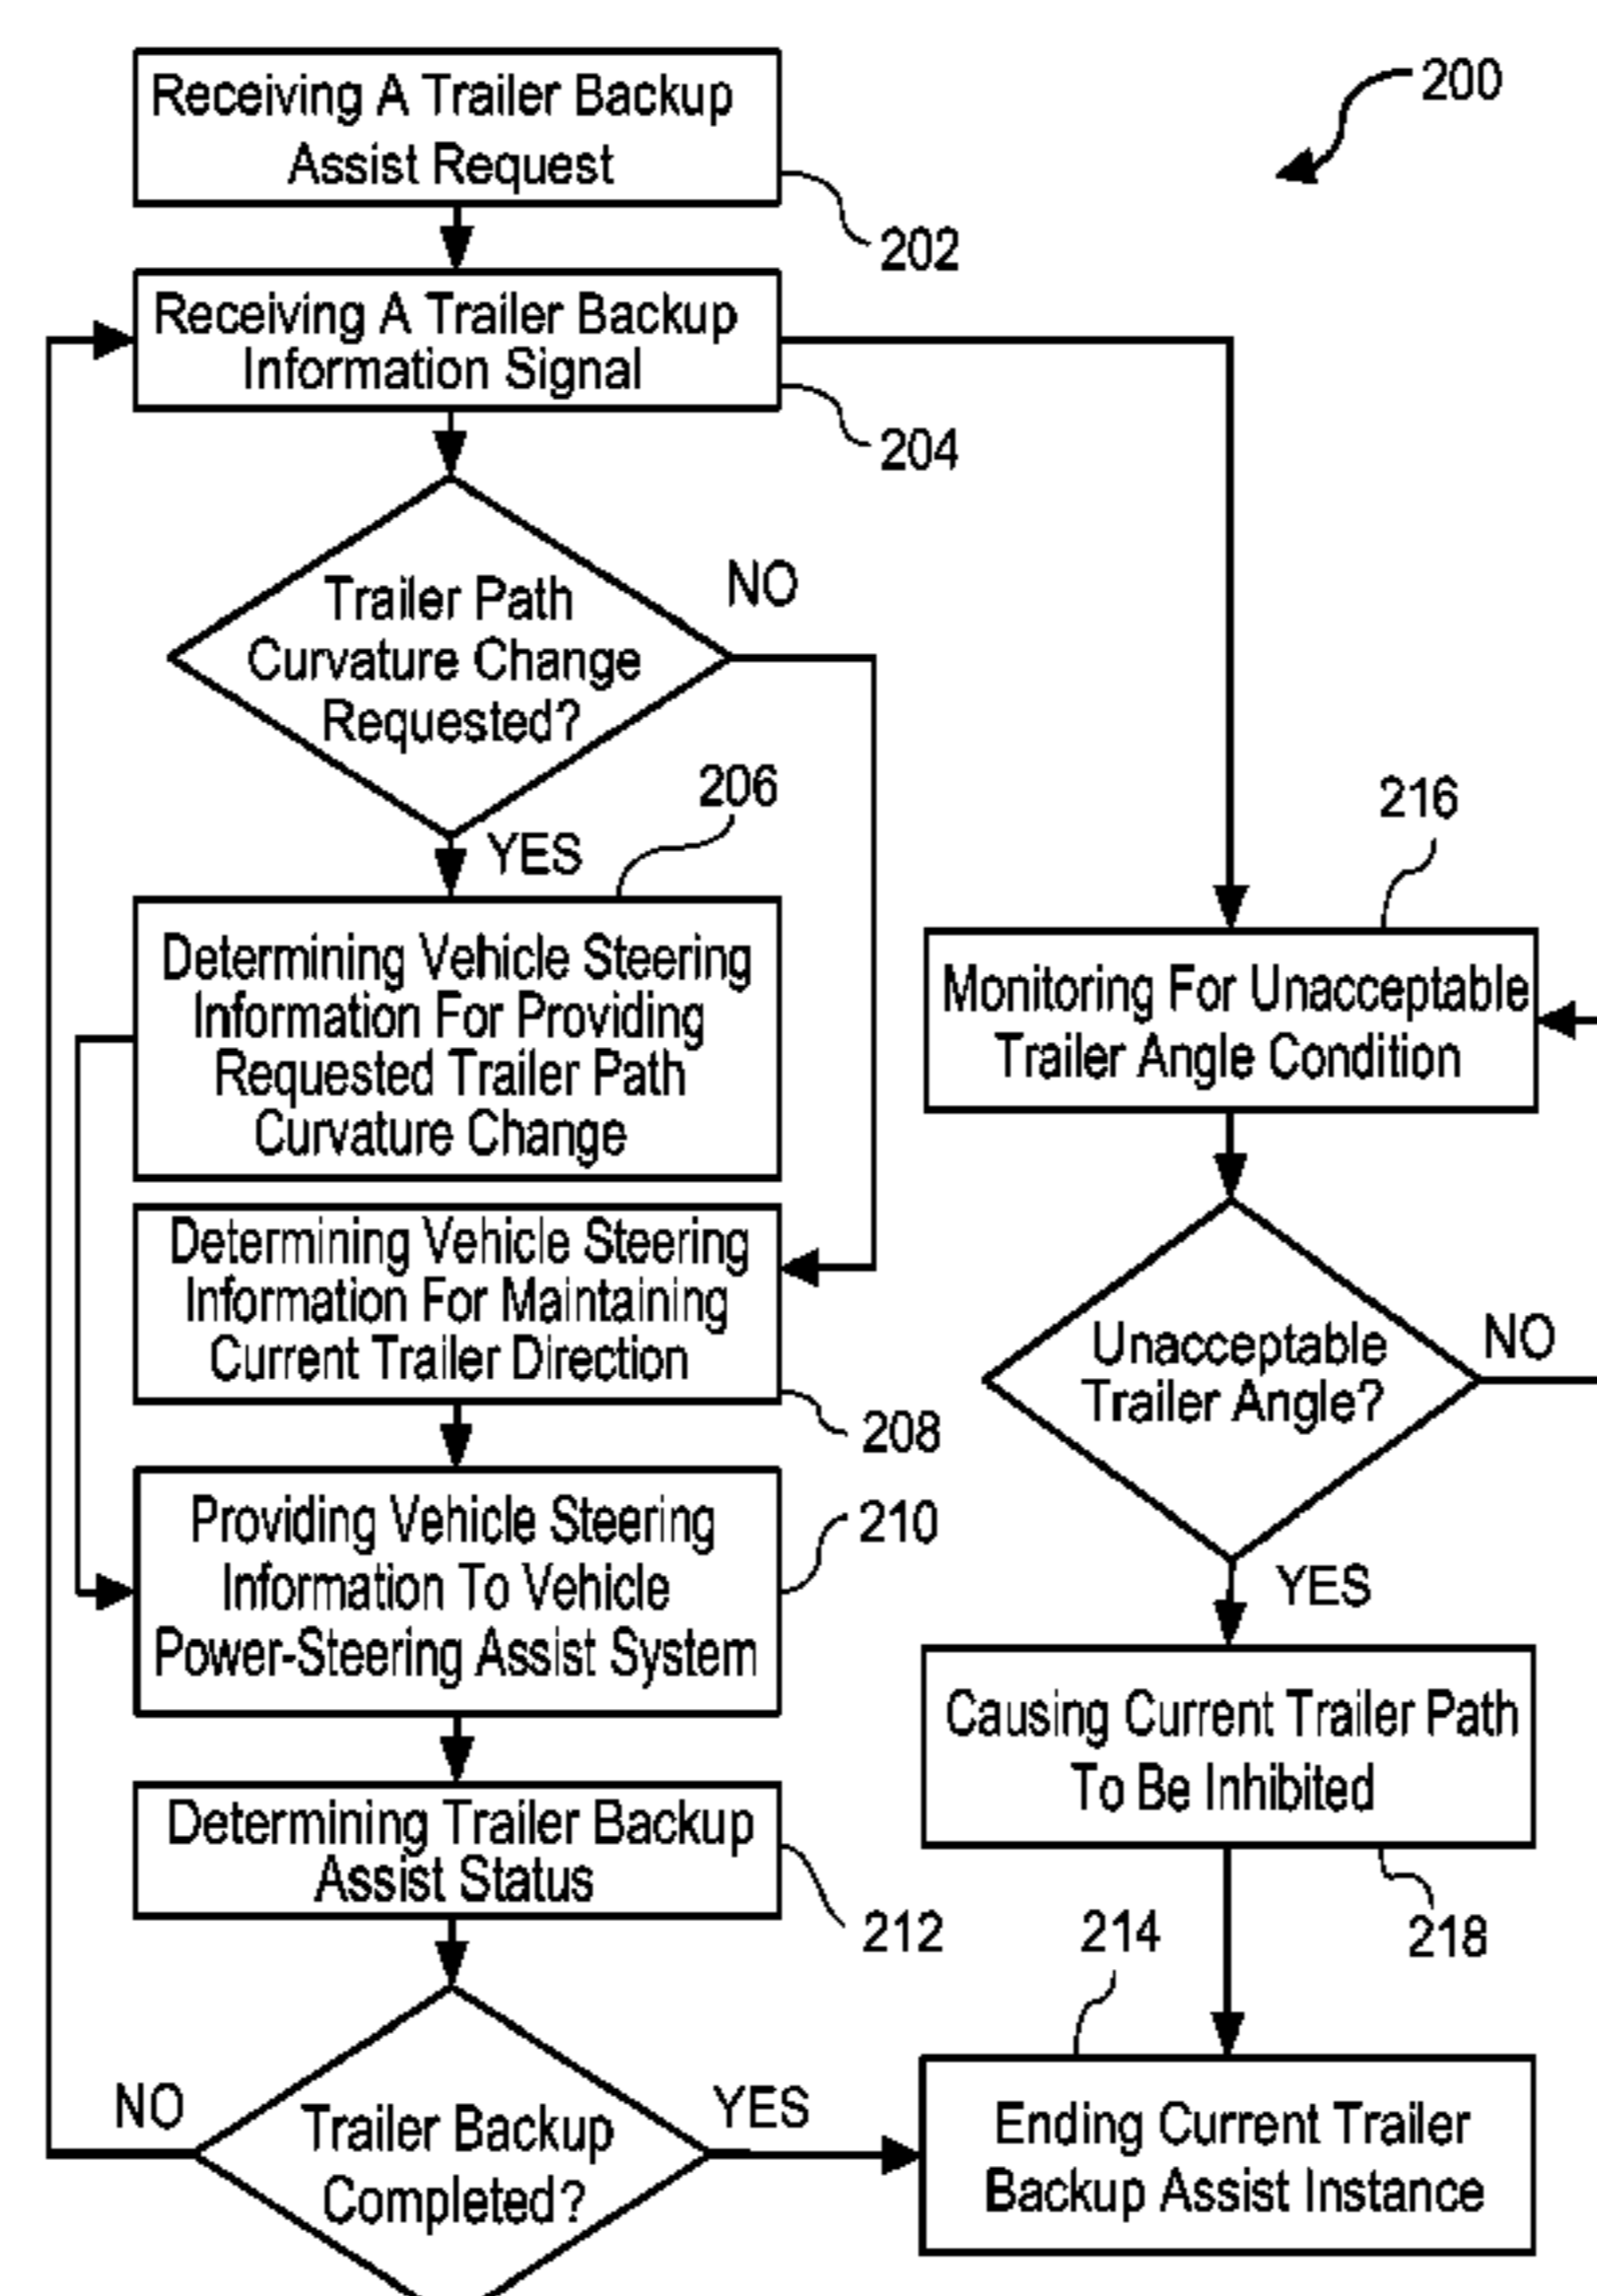 Receiving A Trailer Backup
Assist Request
200
202
Receiving A Trailer Backup
Information Signal
204
Trailer Path
Curvature Change
Requested?
NO
YES
206
Determining Vehicle Steering
Information For Providing
Requested Trailer Path
Curvature Change
Determining Vehicle Steering
Information For Maintaining
Current Trailer Direction
208
Providing Vehicle Steering
Information To Vehicle
Power-Steering Assist System
210
Determining Trailer Backup
Assist Status
212
Trailer Backup
Completed?
NO
YES
216
Monitoring For Unacceptable
Trailer Angle Condition
Unacceptable
Trailer Angle?
NO
YES
Causing Current Trailer Path
To Be Inhibited
218
214
Ending Current Trailer
Backup Assist Instance